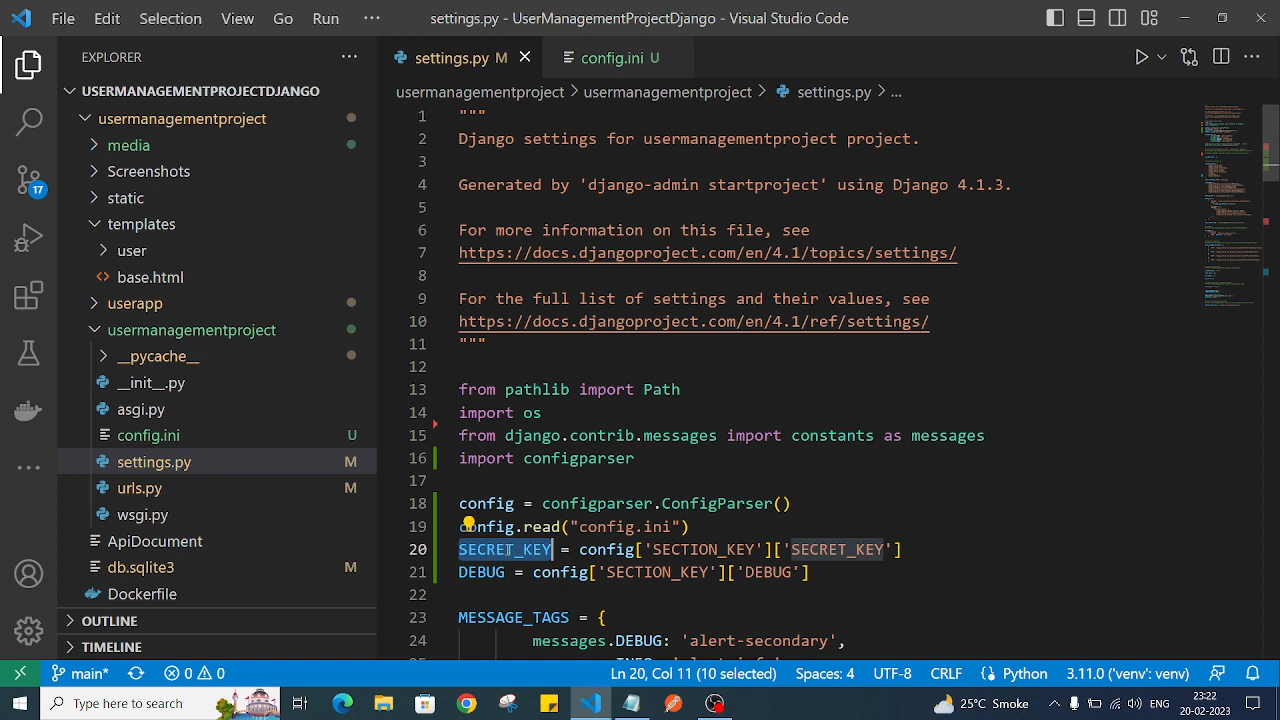 File Edit Selection View Go Run ··· settings.py - UserManagementProjectDjango - Visual Studio Code
EXPLORER
USERMANAGEMENTPROJECTDJANGO
usermanagementproject
media
Screenshots
static
templates
user
base.html
userapp
usermanagementproject
__pycache__
__init__.py
asgi.py
config.ini U
settings.py M
urls.py M
wsgi.py
ApiDocument
db.sqlite3
Dockerfile
OUTLINE
TIMELINE
17
settings.py M
config.ini U
usermanagementproject > usermanagementproject > settings.py > ...
1 """
2 Django settings for usermanagementproject project.
3
4 Generated by 'django-admin startproject' using Django 4.1.3.
5
6 For more information on this file, see
7 https://docs.djangoproject.com/en/4.1/topics/settings/
8
9 For the full list of settings and their values, see
10 https://docs.djangoproject.com/en/4.1/ref/settings/
11 """
12
13 from pathlib import Path
14 import os
15 from django.contrib.messages import constants as messages
16 import configparser
17
18 config = configparser.ConfigParser()
19 config.read("config.ini")
20 SECRET_KEY = config['SECTION_KEY']['SECRET_KEY']
21 DEBUG = config['SECTION_KEY']['DEBUG']
22
23 MESSAGE_TAGS = {
24 messages.DEBUG: 'alert-secondary',
main* 0 0 Ln 20, Col 11 (10 selected) Spaces: 4 UTF-8 CRLF Python 3.11.0 ('venv': venv)
Type here to search
25°C Smoke
ENG
23:22
20-02-2023